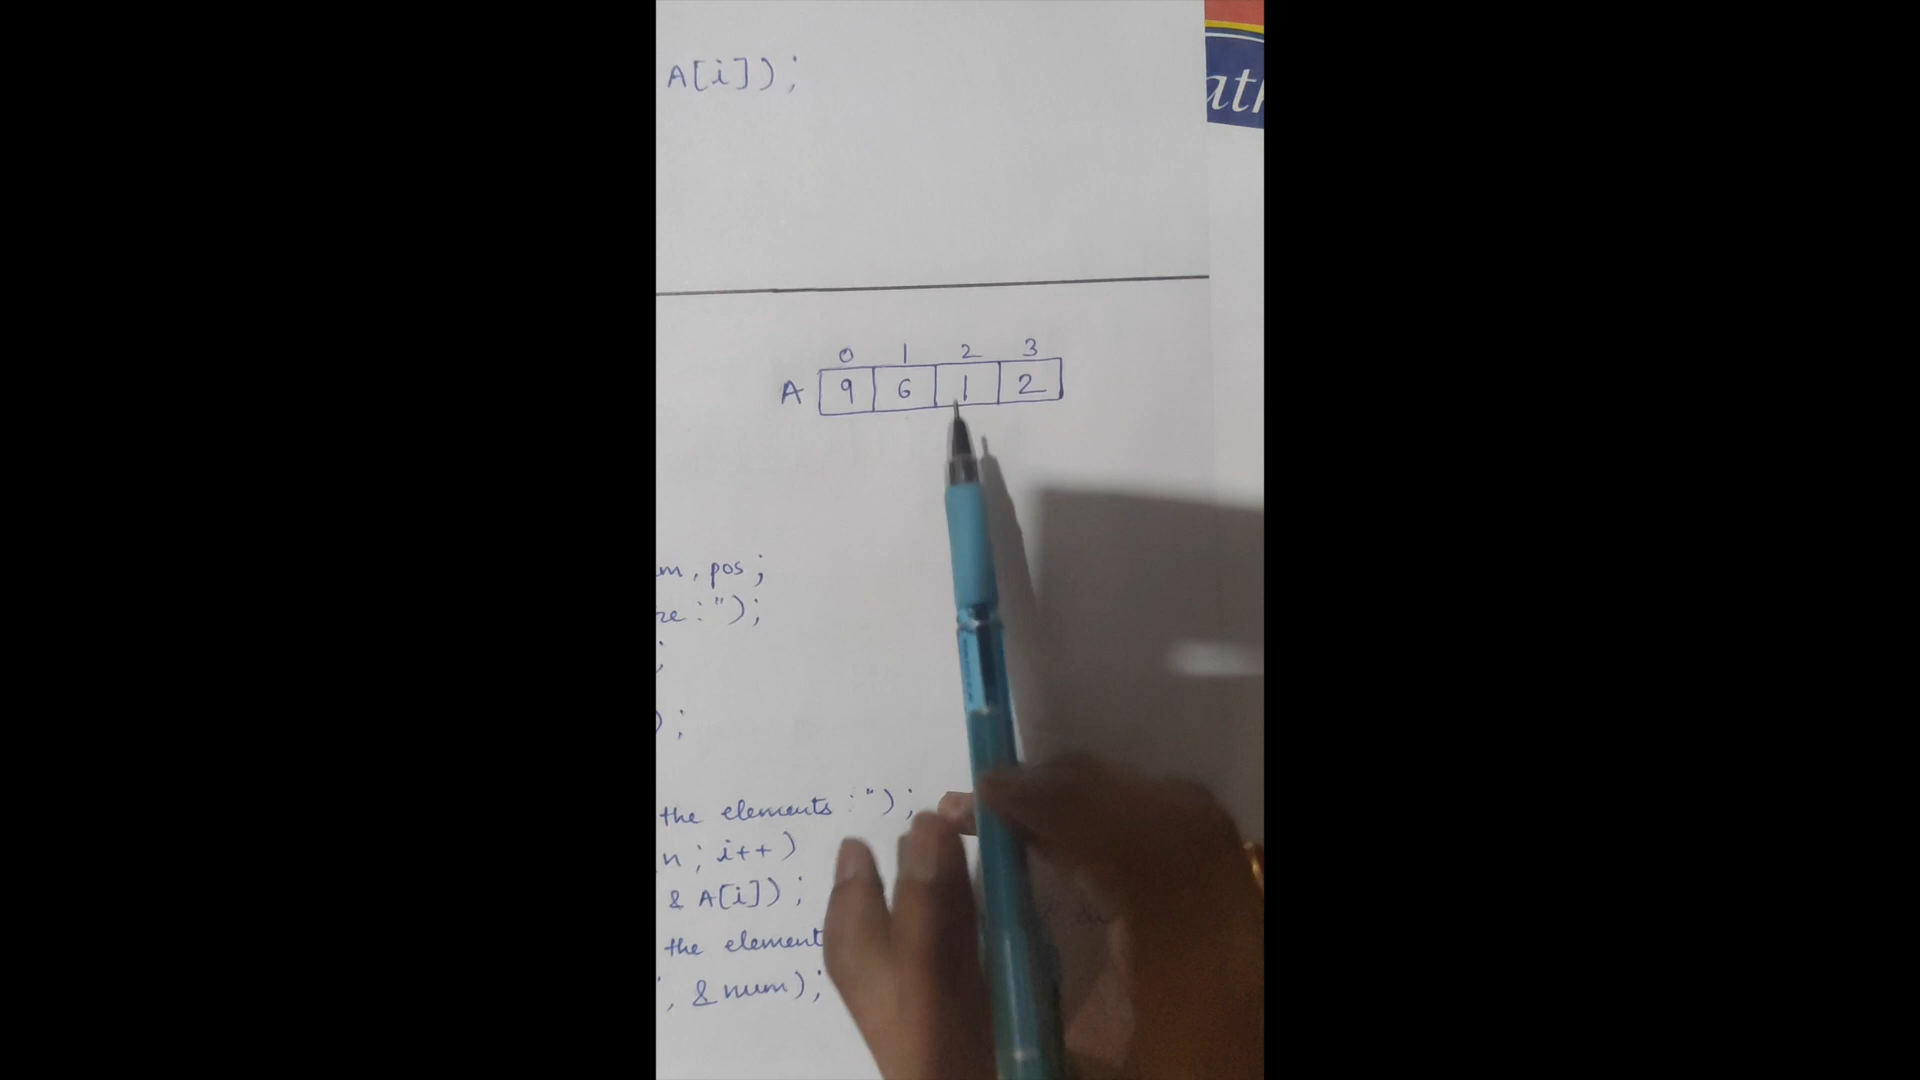 A[i]);
ath
0 1 2 3
A 9 6 1 2
m, pos;
ze:");
;
);
the elements:");
n; i++)
& A[i]);
the element
, &num);